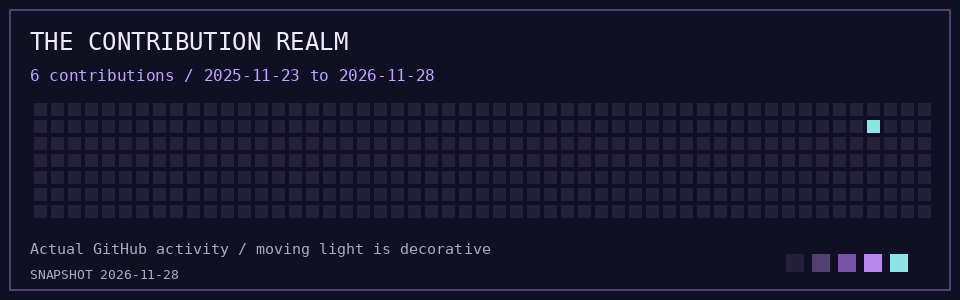 THE CONTRIBUTION REALM
6 contributions / 2025-11-23 to 2026-11-28
Actual GitHub activity / moving light is decorative
SNAPSHOT 2026-11-28